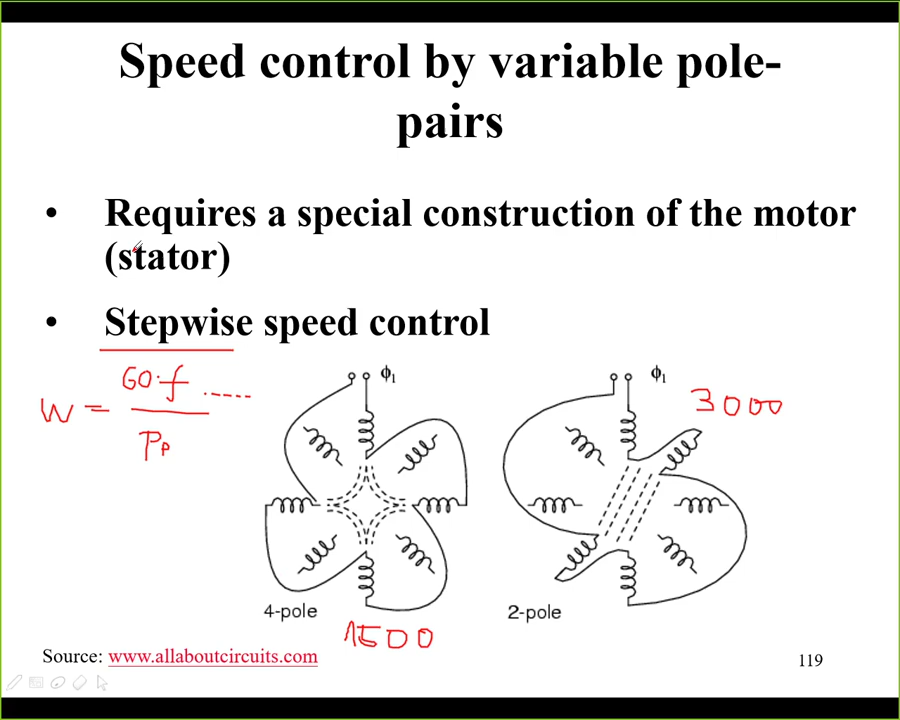 Speed control by variable pole-
pairs
• Requires a special construction of the motor
(stator)
• Stepwise speed control
W = 60·f ..... / Pp
ϕ1
ϕ1
3000
4-pole
2-pole
1500
Source: www.allaboutcircuits.com
119